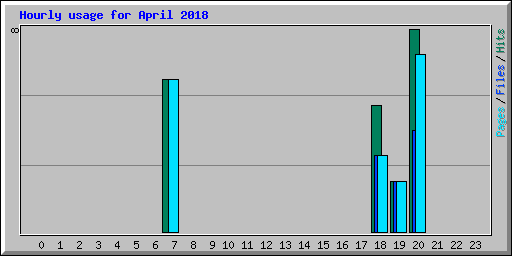 Hourly usage for April 2018
8
Pages/Files/Hits
0 1 2 3 4 5 6 7 8 9 10 11 12 13 14 15 16 17 18 19 20 21 22 23